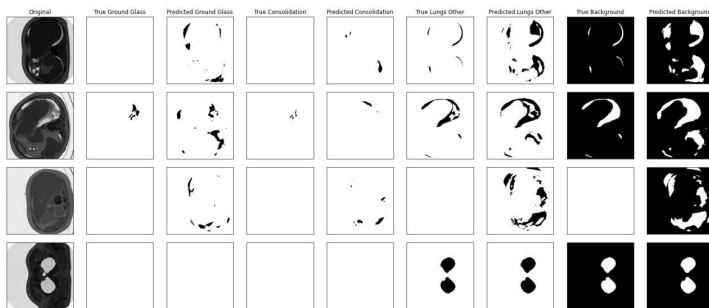 Original True Ground Glass Predicted Ground Glass True Consolidation Predicted Consolidation True Lungs Other Predicted Lungs Other True Background Predicted Background